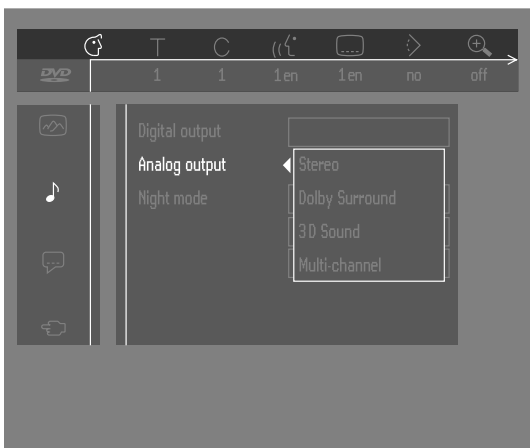 T C
DVD 1 1 1en 1en no off
Digital output
Analog output
Night mode
Stereo
Dolby Surround
3D Sound
Multi-channel